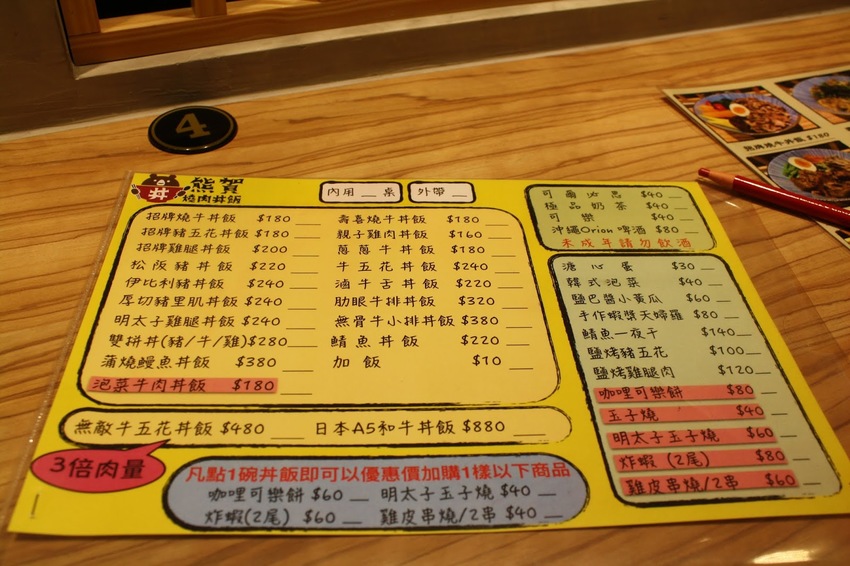 4
丼
熊賀
燒肉丼飯
內用 __ 桌
外帶 __
招牌燒牛丼飯 $180
招牌豬五花丼飯 $180
招牌雞腿丼飯 $200
松阪豬丼飯 $220
伊比利豬丼飯 $240
厚切豬里肌丼飯 $240
明太子雞腿丼飯 $240
雙拼丼(豬/牛/雞) $280
蒲燒鰻魚丼飯 $380
泡菜牛肉丼飯 $180
壽喜燒牛丼飯 $180
親子雞肉丼飯 $160
蔥蔥牛丼飯 $180
牛五花丼飯 $240
滷牛舌丼飯 $220
肋眼牛排丼飯 $320
無骨牛小排丼飯 $380
鯖魚丼飯 $220
加飯 $10
無敵牛五花丼飯 $480
日本A5和牛丼飯 $880
3倍肉量
凡點1碗丼飯即可以優惠價加購1樣以下商品
咖哩可樂餅 $60
明太子玉子燒 $40
炸蝦(2尾) $60
雞皮串燒/2串 $40
可爾必思 $40
極品奶茶 $40
可樂 $40
沖繩Orion啤酒 $80
未成年請勿飲酒
溏心蛋 $30
韓式泡菜 $40
鹽巴醬小黃瓜 $60
手作蝦漿天婦羅 $80
鯖魚一夜干 $140
鹽烤豬五花 $100
鹽烤雞腿肉 $120
咖哩可樂餅 $80
玉子燒 $40
明太子玉子燒 $60
炸蝦(2尾) $80
雞皮串燒/2串 $60
招牌燒牛丼飯 $180